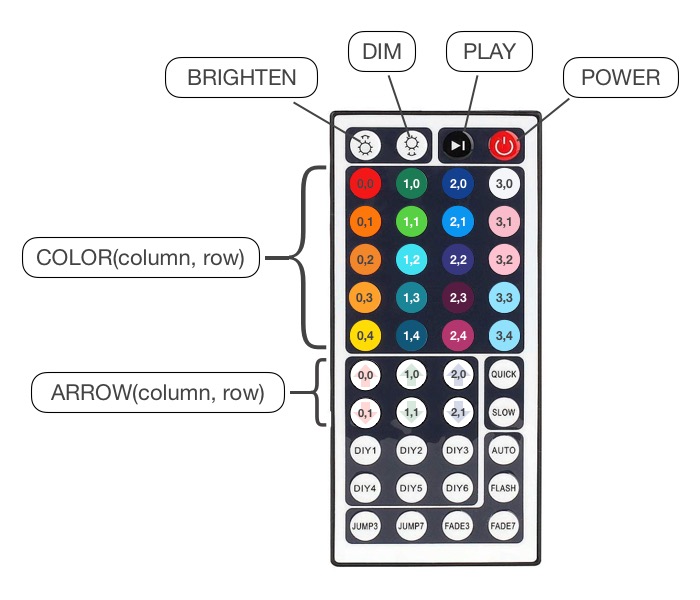 DIM
PLAY
BRIGHTEN
POWER
0,0 1,0 2,0 3,0
0,1 1,1 2,1 3,1
0,2 1,2 2,2 3,2
COLOR(column, row)
0,3 1,3 2,3 3,3
0,4 1,4 2,4 3,4
0,0 1,0 2,0 QUICK
ARROW(column, row)
0,1 1,1 2,1 SLOW
DIY1 DIY2 DIY3 AUTO
DIY4 DIY5 DIY6 FLASH
JUMP3 JUMP7 FADE3 FADE7